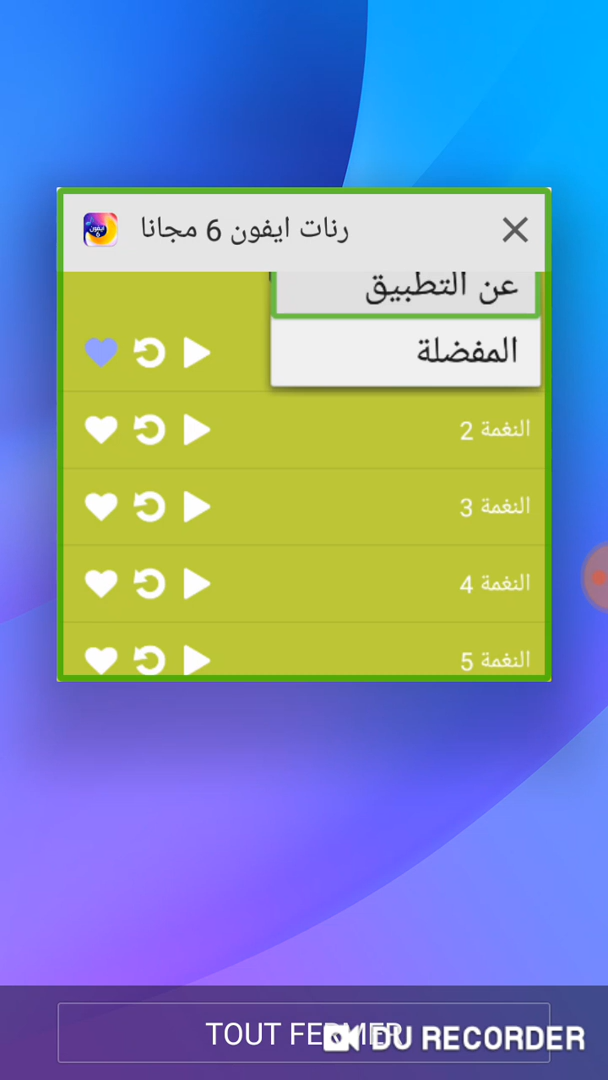 رنات ايفون 6 مجانا
عن التطبيق
المفضلة
النغمة 2
النغمة 3
النغمة 4
النغمة 5
TOUT FERMER
DU RECORDER